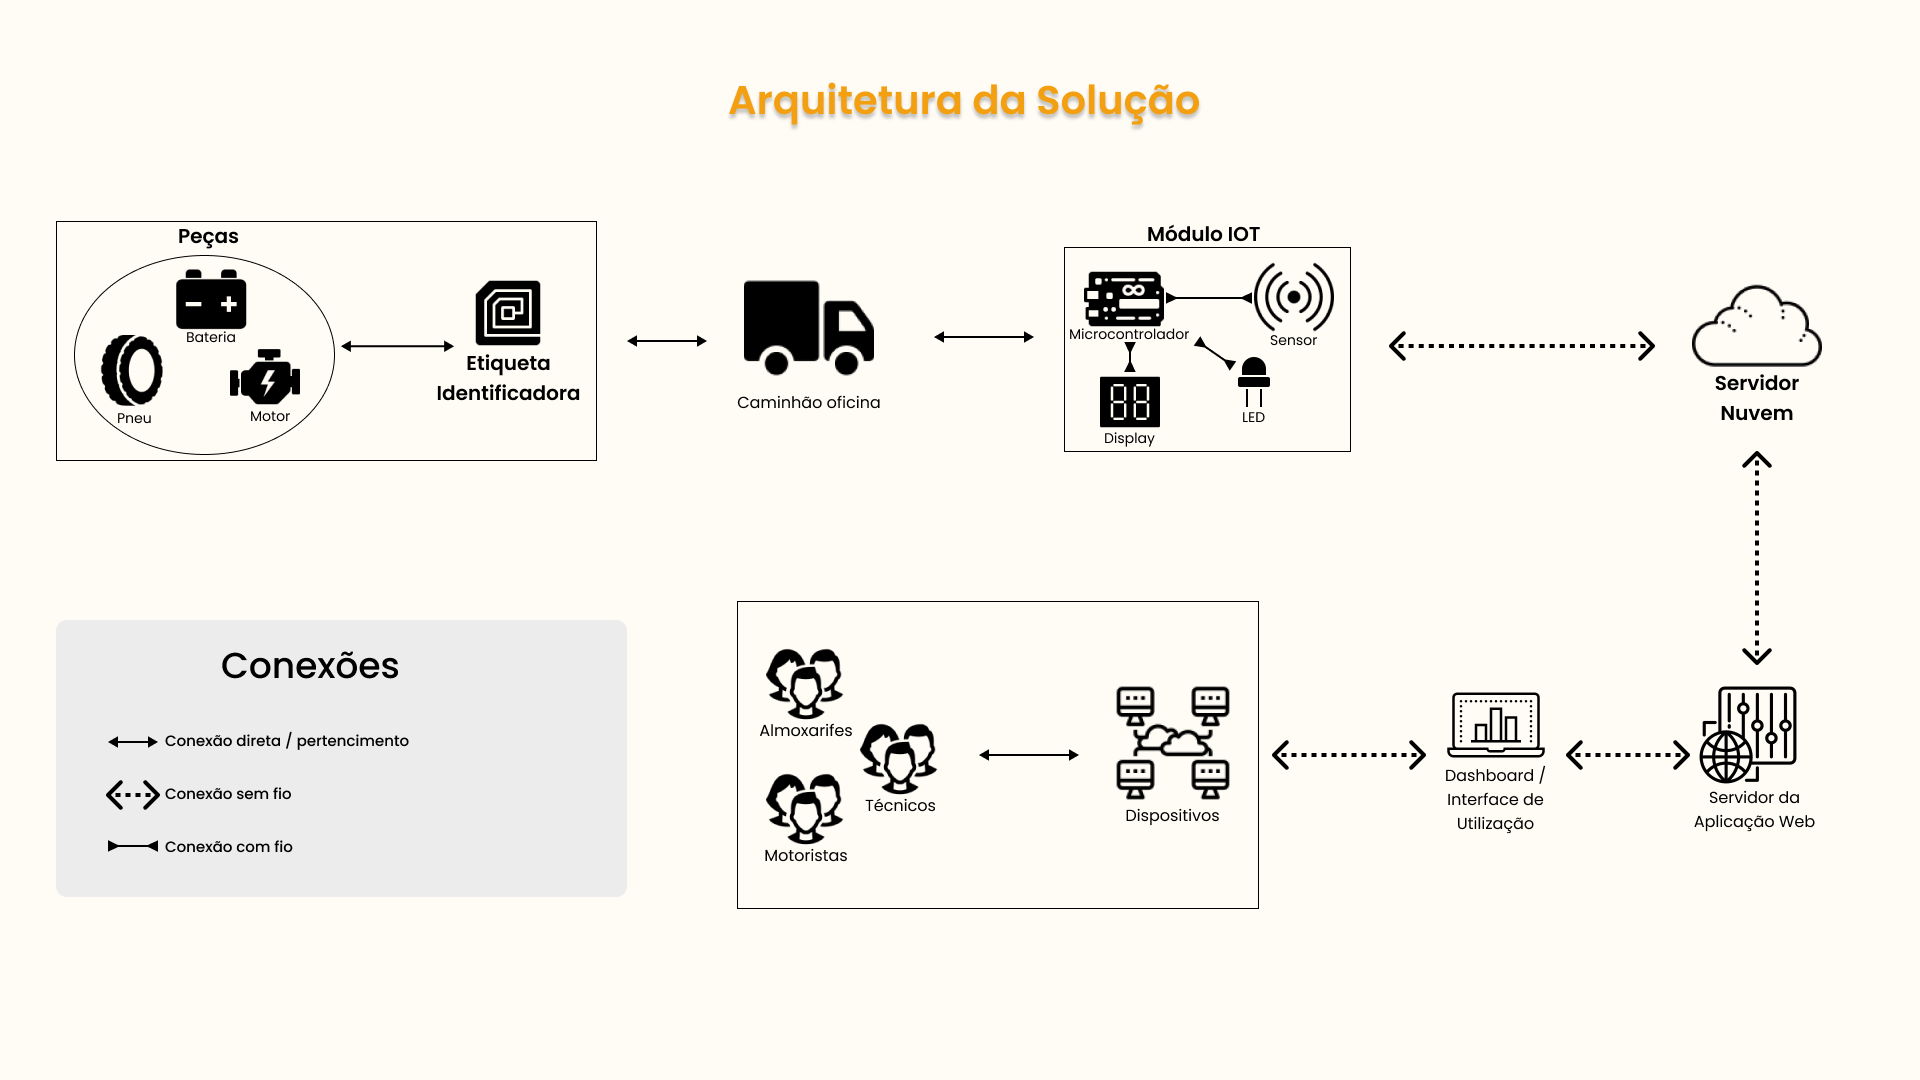 Arquitetura da Solução
Peças
Bateria
Pneu
Motor
Etiqueta
Identificadora
Caminhão oficina
Módulo IOT
Microcontrolador
Sensor
LED
Display
Servidor
Nuvem
Conexões
Conexão direta / pertencimento
Conexão sem fio
Conexão com fio
Almoxarifes
Técnicos
Motoristas
Dispositivos
Dashboard /
Interface de
Utilização
Servidor da
Aplicação Web